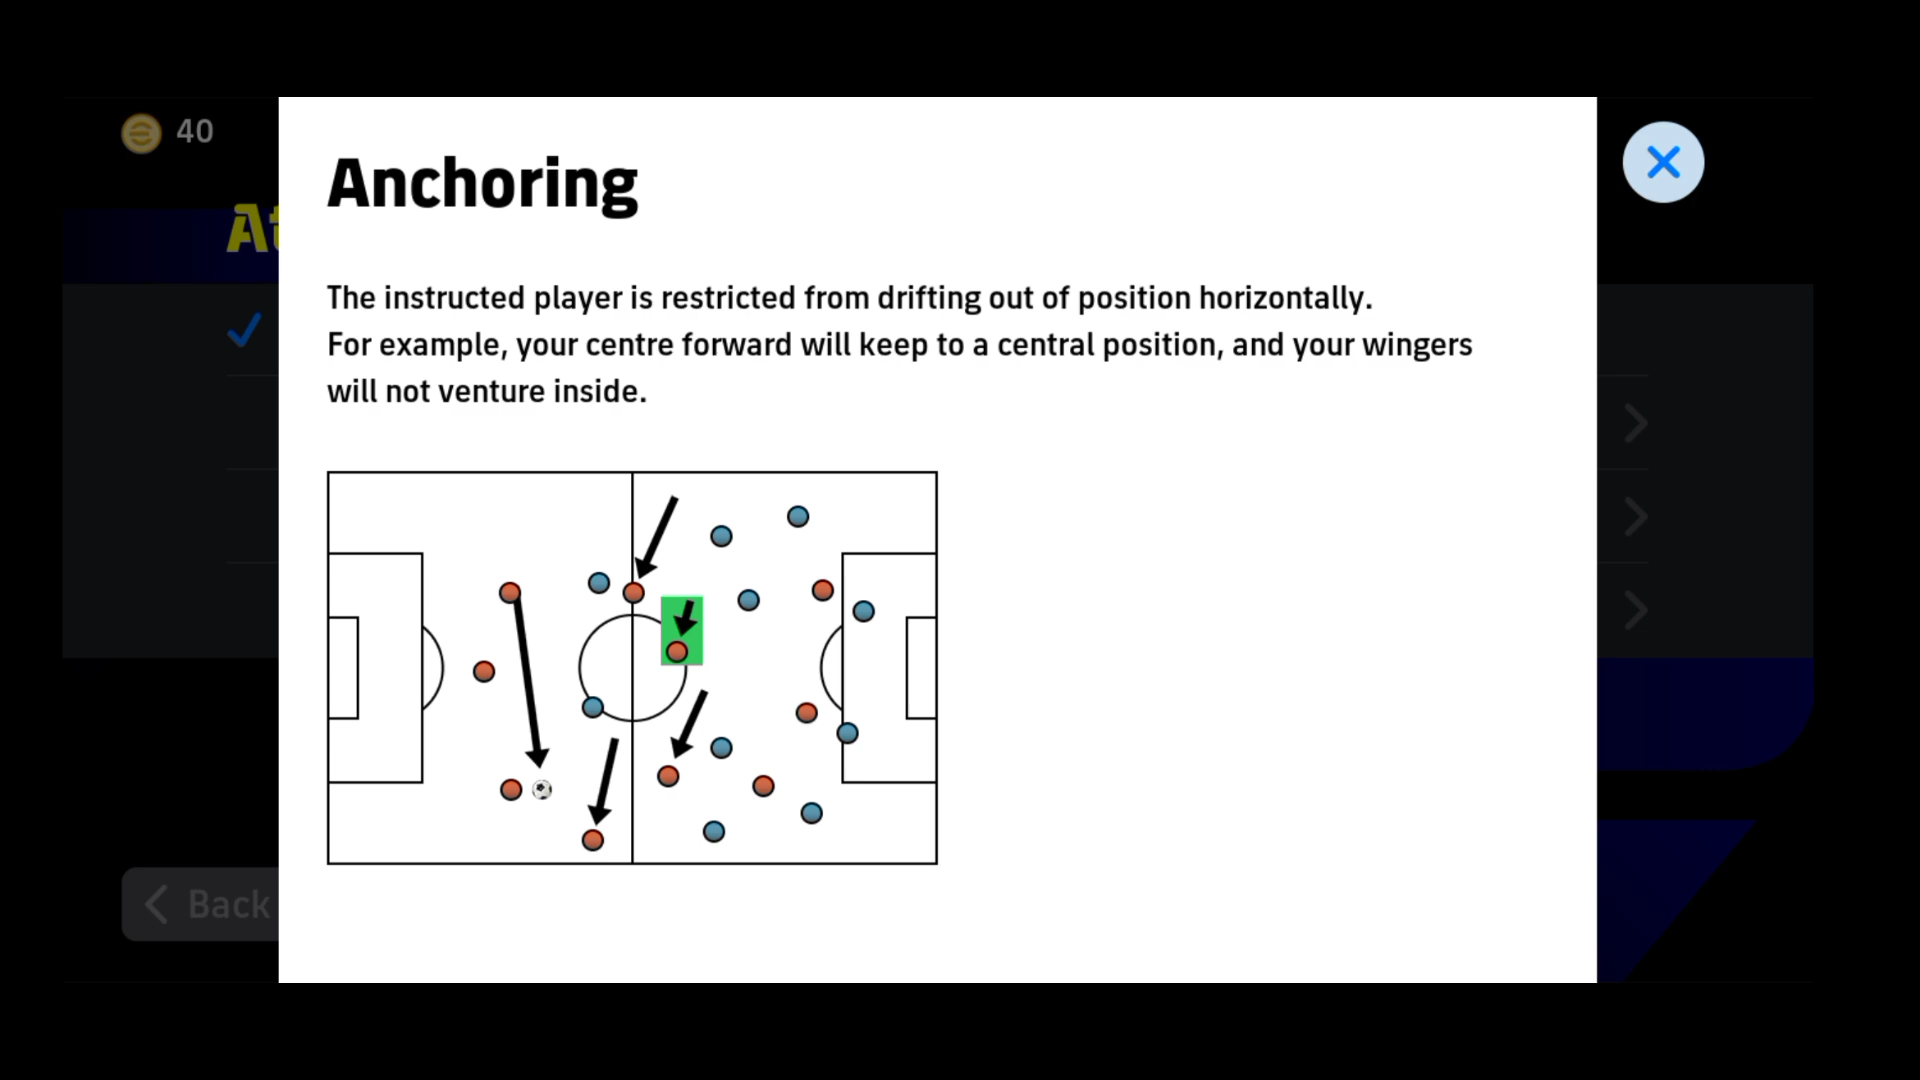 40
At
Anchoring
The instructed player is restricted from drifting out of position horizontally.
For example, your centre forward will keep to a central position, and your wingers
will not venture inside.
Back